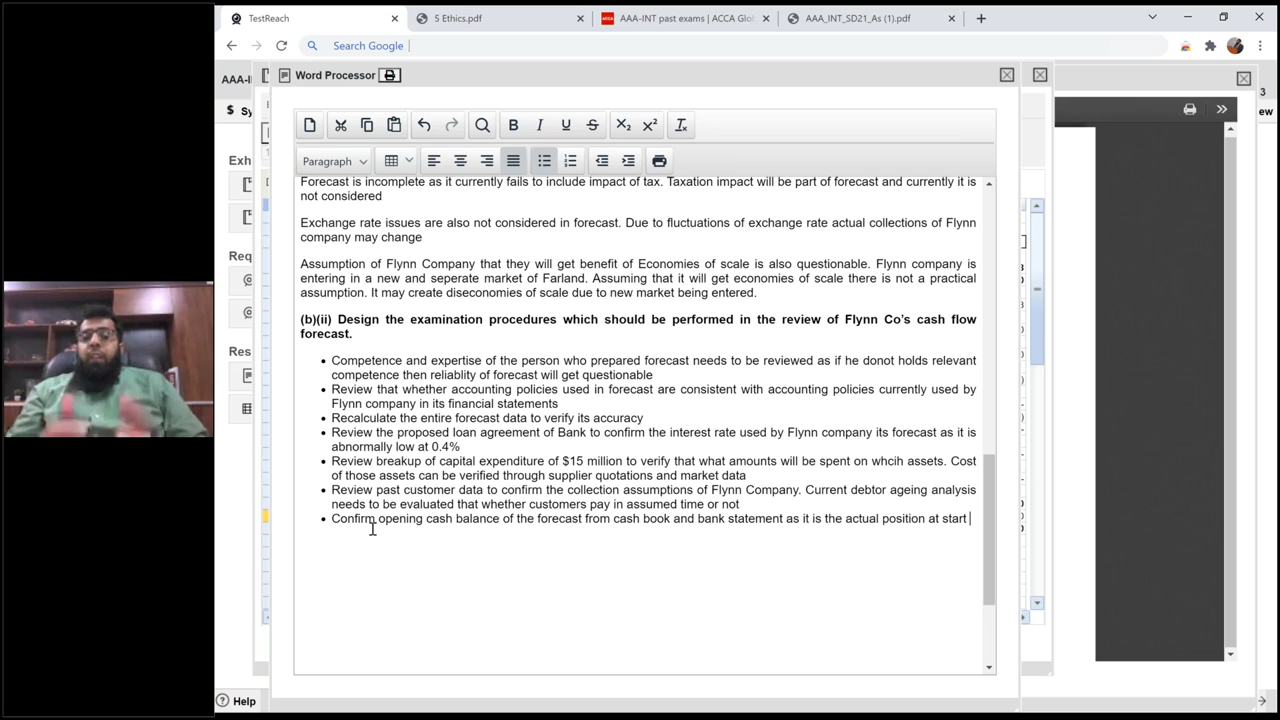 TestReach
5 Ethics.pdf
AAA-INT past exams | ACCA Glo
AAA_INT_SD21_As (1).pdf
Search Google
AAA-I
Word Processor
3
$ Sy
ew
Exh
Req
Res
Paragraph
Forecast is incomplete as it currently fails to include impact of tax. Taxation impact will be part of forecast and currently it is
not considered
Exchange rate issues are also not considered in forecast. Due to fluctuations of exchange rate actual collections of Flynn
company may change
Assumption of Flynn Company that they will get benefit of Economies of scale is also questionable. Flynn company is
entering in a new and seperate market of Farland. Assuming that it will get economies of scale there is not a practical
assumption. It may create diseconomies of scale due to new market being entered.
(b)(ii) Design the examination procedures which should be performed in the review of Flynn Co's cash flow
forecast.
• Competence and expertise of the person who prepared forecast needs to be reviewed as if he donot holds relevant
competence then reliablity of forecast will get questionable
• Review that whether accounting policies used in forecast are consistent with accounting policies currently used by
Flynn company in its financial statements
• Recalculate the entire forecast data to verify its accuracy
• Review the proposed loan agreement of Bank to confirm the interest rate used by Flynn company its forecast as it is
abnormally low at 0.4%
• Review breakup of capital expenditure of $15 million to verify that what amounts will be spent on whcih assets. Cost
of those assets can be verified through supplier quotations and market data
• Review past customer data to confirm the collection assumptions of Flynn Company. Current debtor ageing analysis
needs to be evaluated that whether customers pay in assumed time or not
• Confirm opening cash balance of the forecast from cash book and bank statement as it is the actual position at start
Help